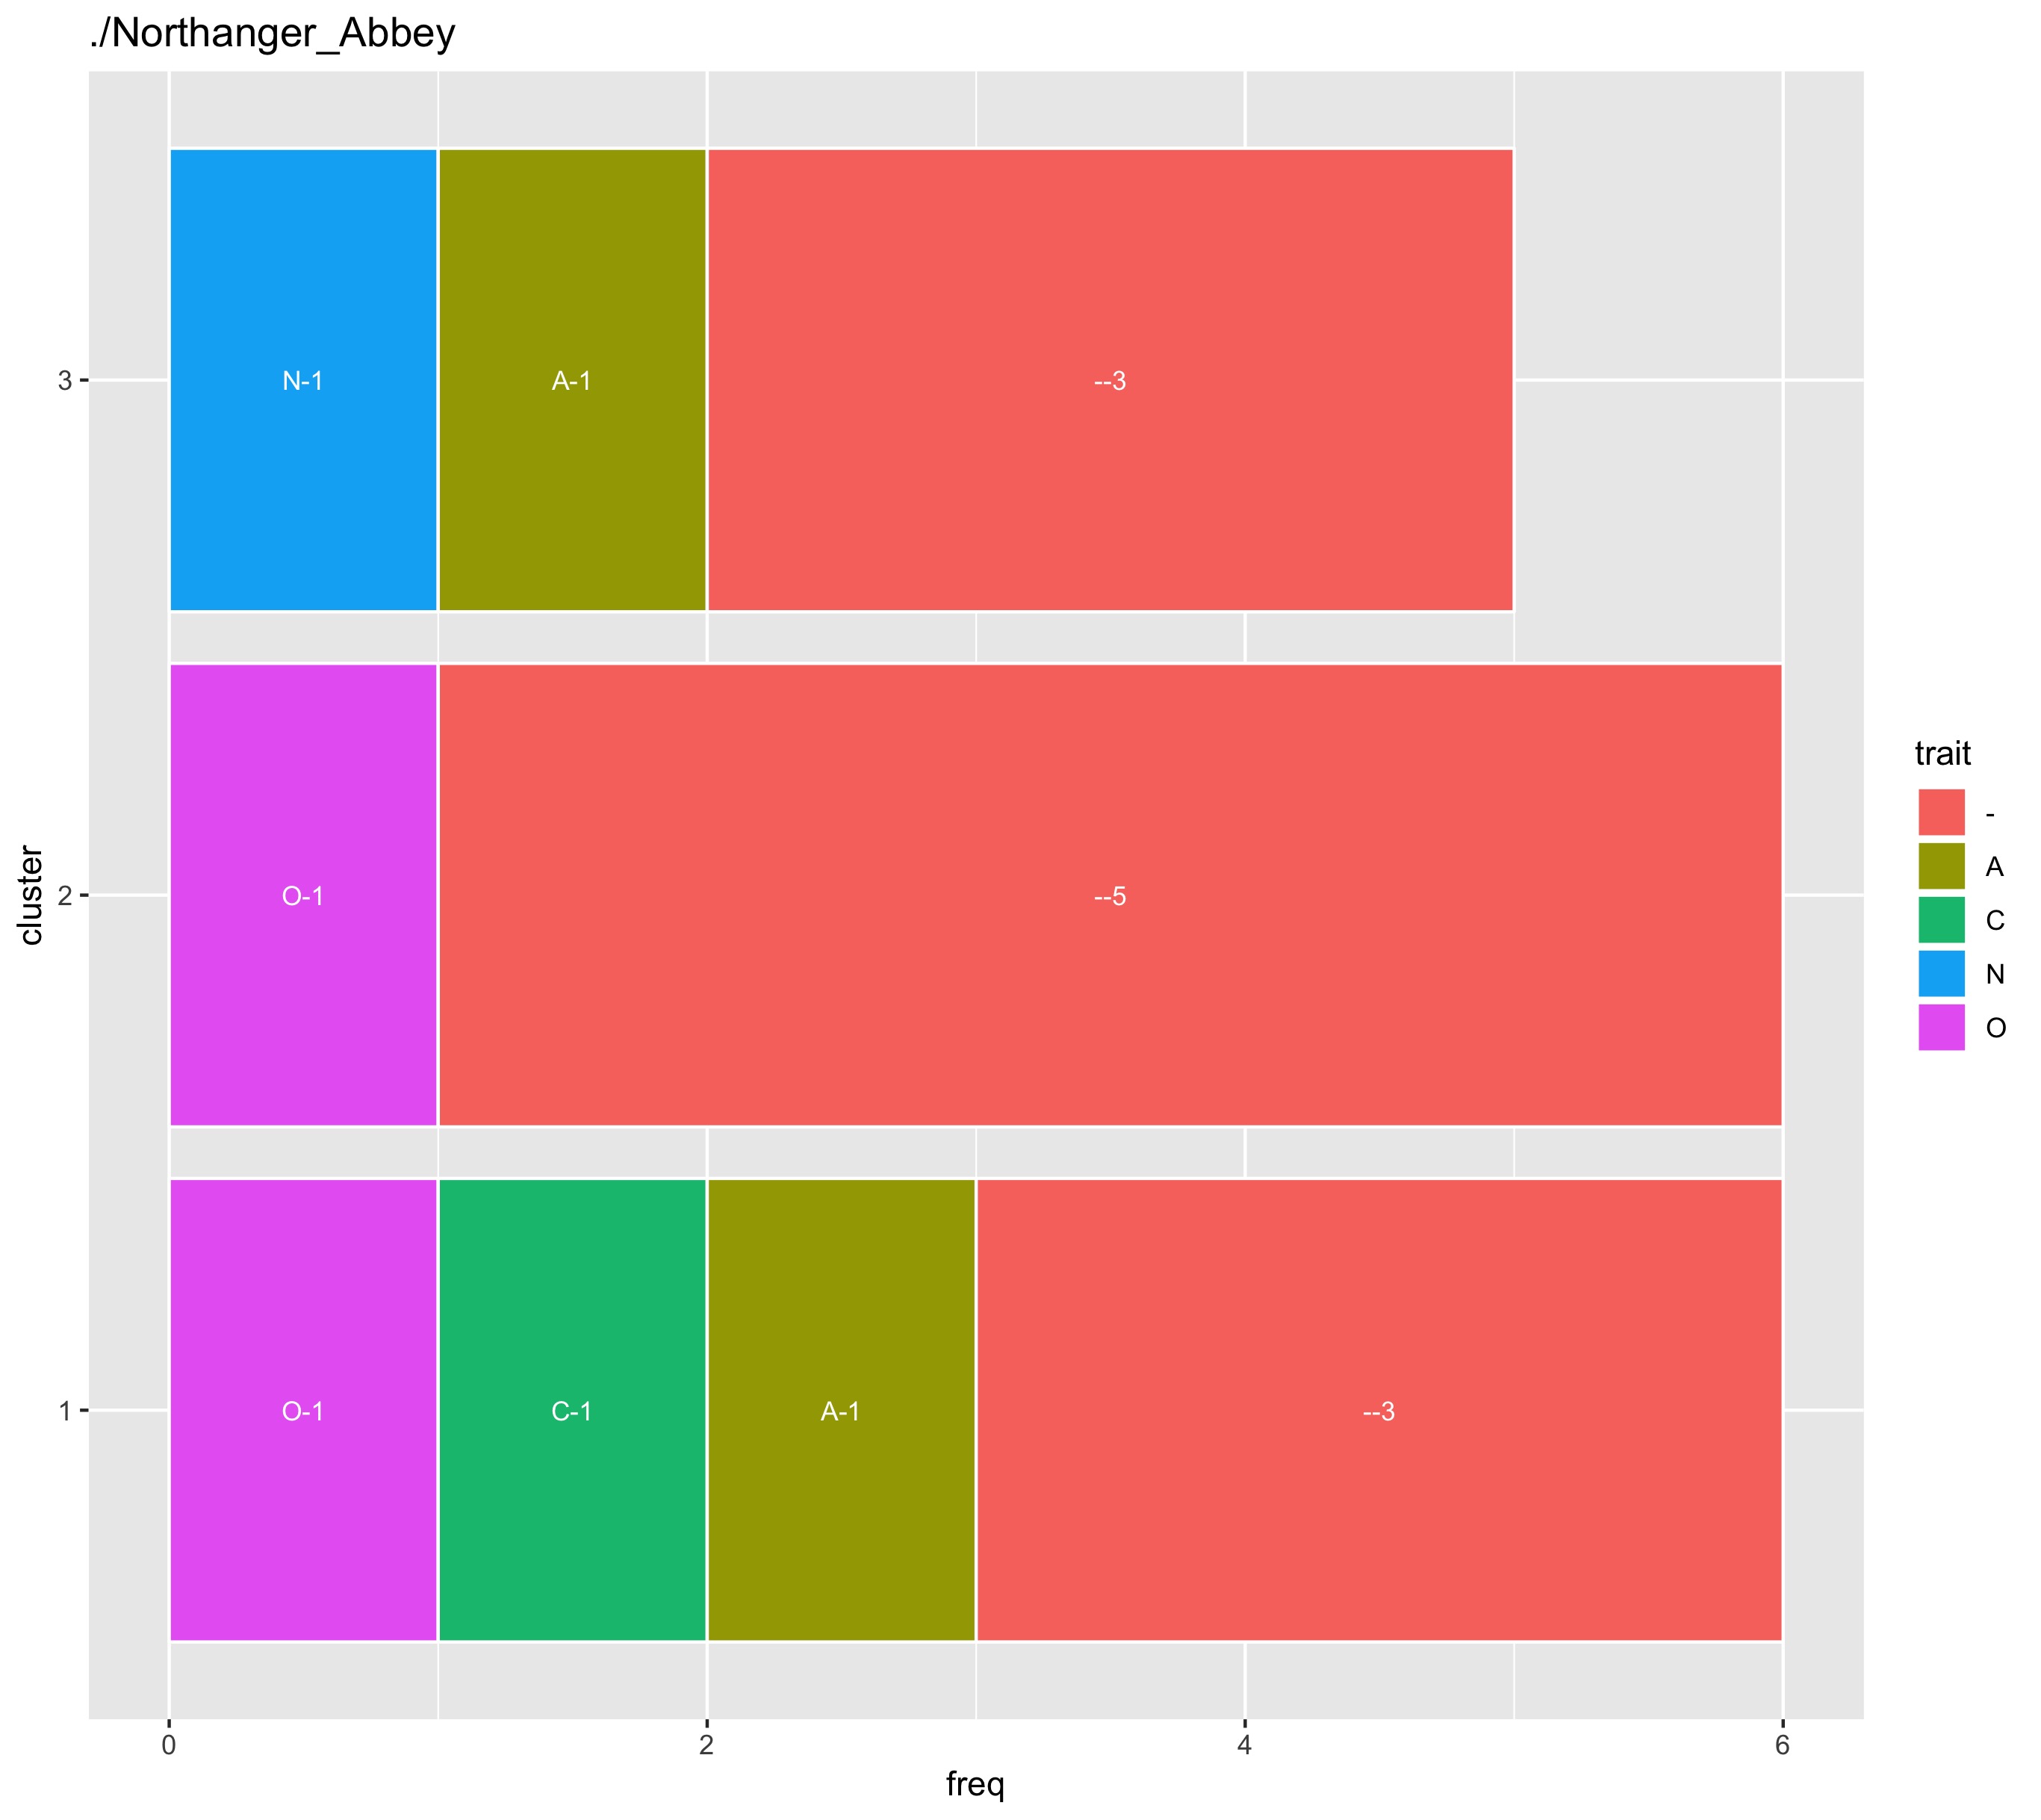 ./Northanger_Abbey
3
N-1 A-1 --3
cluster
2
O-1 --5
1
O-1 C-1 A-1 --3
0 2 4 6
freq
trait
-
A
C
N
O